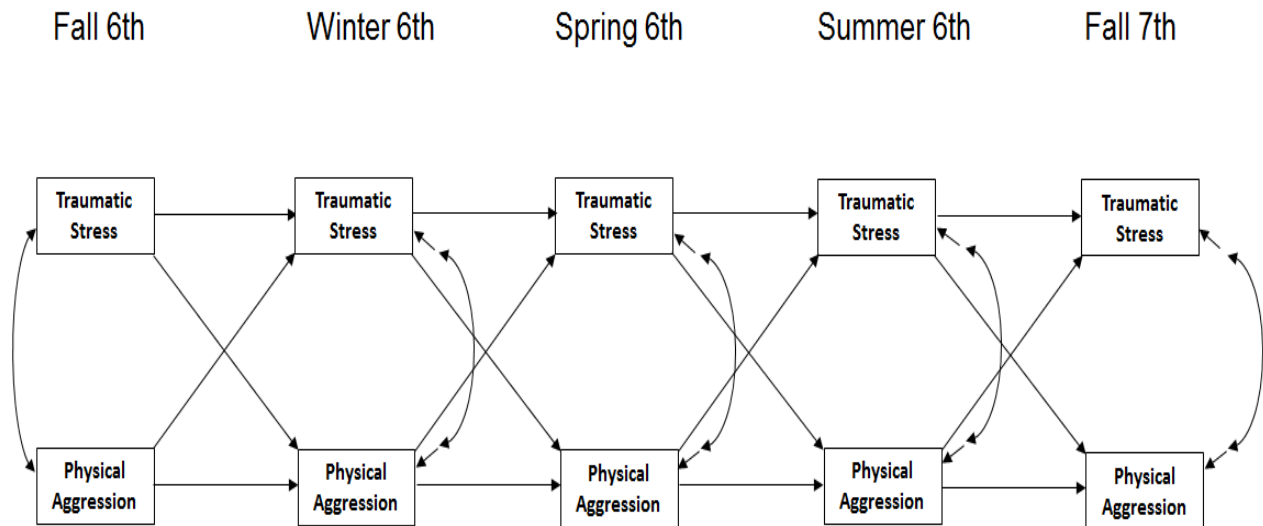 Fall 6th Winter 6th Spring 6th Summer 6th Fall 7th
Traumatic Traumatic Traumatic Traumatic Traumatic
Stress Stress Stress Stress Stress
Physical Physical Physical Physical Physical
Aggression Aggression Aggression Aggression Aggression